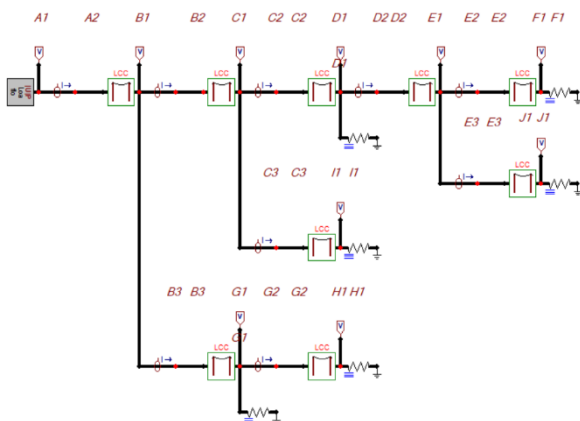 A1 A2 B1 B2 C1 C2 C2 D1 D2 D2 E1 E2 E2 F1 F1
V V V V V V
D1
LCC LCC LCC LCC LCC
I I I I I
E3 E3 J1 J1
V
LCC
I
C3 C3 I1 I1
V
LCC
I
B3 B3 G1 G2 G2 H1 H1
V V
G1
LCC LCC
I I